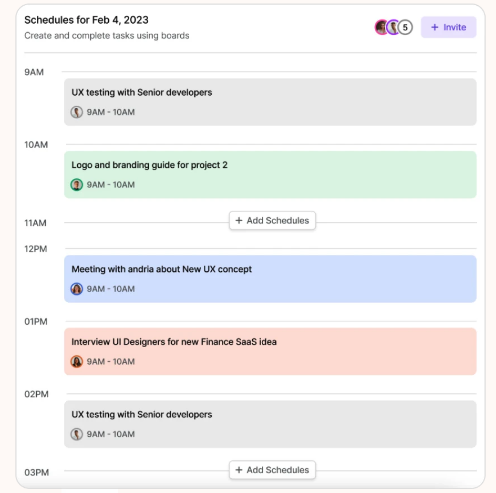 Schedules for Feb 4, 2023
Create and complete tasks using boards
5
+ Invite
9AM
UX testing with Senior developers
9AM - 10AM
10AM
Logo and branding guide for project 2
9AM - 10AM
11AM
+ Add Schedules
12PM
Meeting with andria about New UX concept
9AM - 10AM
01PM
Interview UI Designers for new Finance SaaS idea
9AM - 10AM
02PM
UX testing with Senior developers
9AM - 10AM
03PM
+ Add Schedules